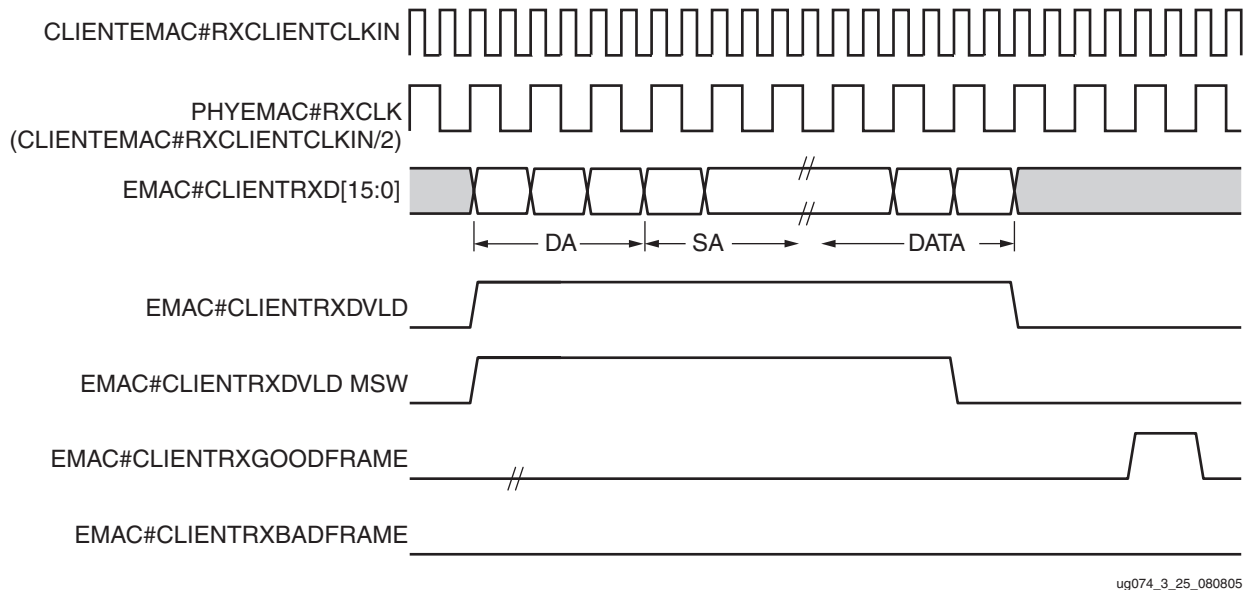 CLIENTEMAC#RXCLIENTCLKIN
PHYEMAC#RXCLK
(CLIENTEMAC#RXCLIENTCLKIN/2)
EMAC#CLIENTRXD[15:0]
DA SA DATA
EMAC#CLIENTRXDVLD
EMAC#CLIENTRXDVLD MSW
EMAC#CLIENTRXGOODFRAME
EMAC#CLIENTRXBADFRAME
ug074_3_25_080805